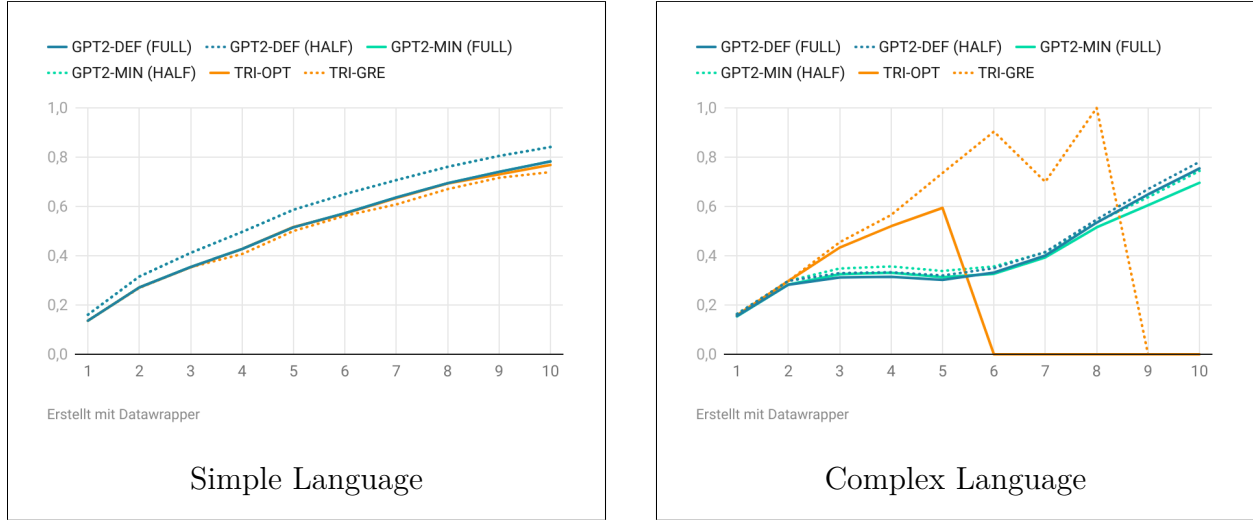 GPT2-DEF (FULL) GPT2-DEF (HALF) GPT2-MIN (FULL)
GPT2-MIN (HALF) TRI-OPT TRI-GRE
1,0
0,8
0,6
0,4
0,2
0,0
1 2 3 4 5 6 7 8 9 10
Erstellt mit Datawrapper
Simple Language
GPT2-DEF (FULL) GPT2-DEF (HALF) GPT2-MIN (FULL)
GPT2-MIN (HALF) TRI-OPT TRI-GRE
1,0
0,8
0,6
0,4
0,2
0,0
1 2 3 4 5 6 7 8 9 10
Erstellt mit Datawrapper
Complex Language